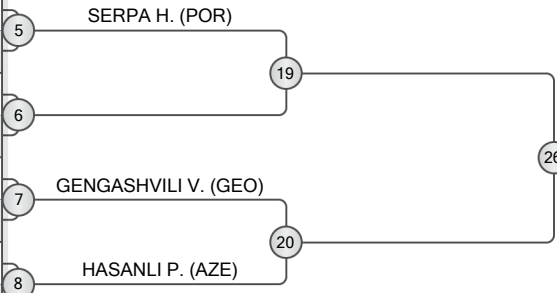 SERPA H. (POR)
5
19
6
26
GENGASHVILI V. (GEO)
7
20
HASANLI P. (AZE)
8